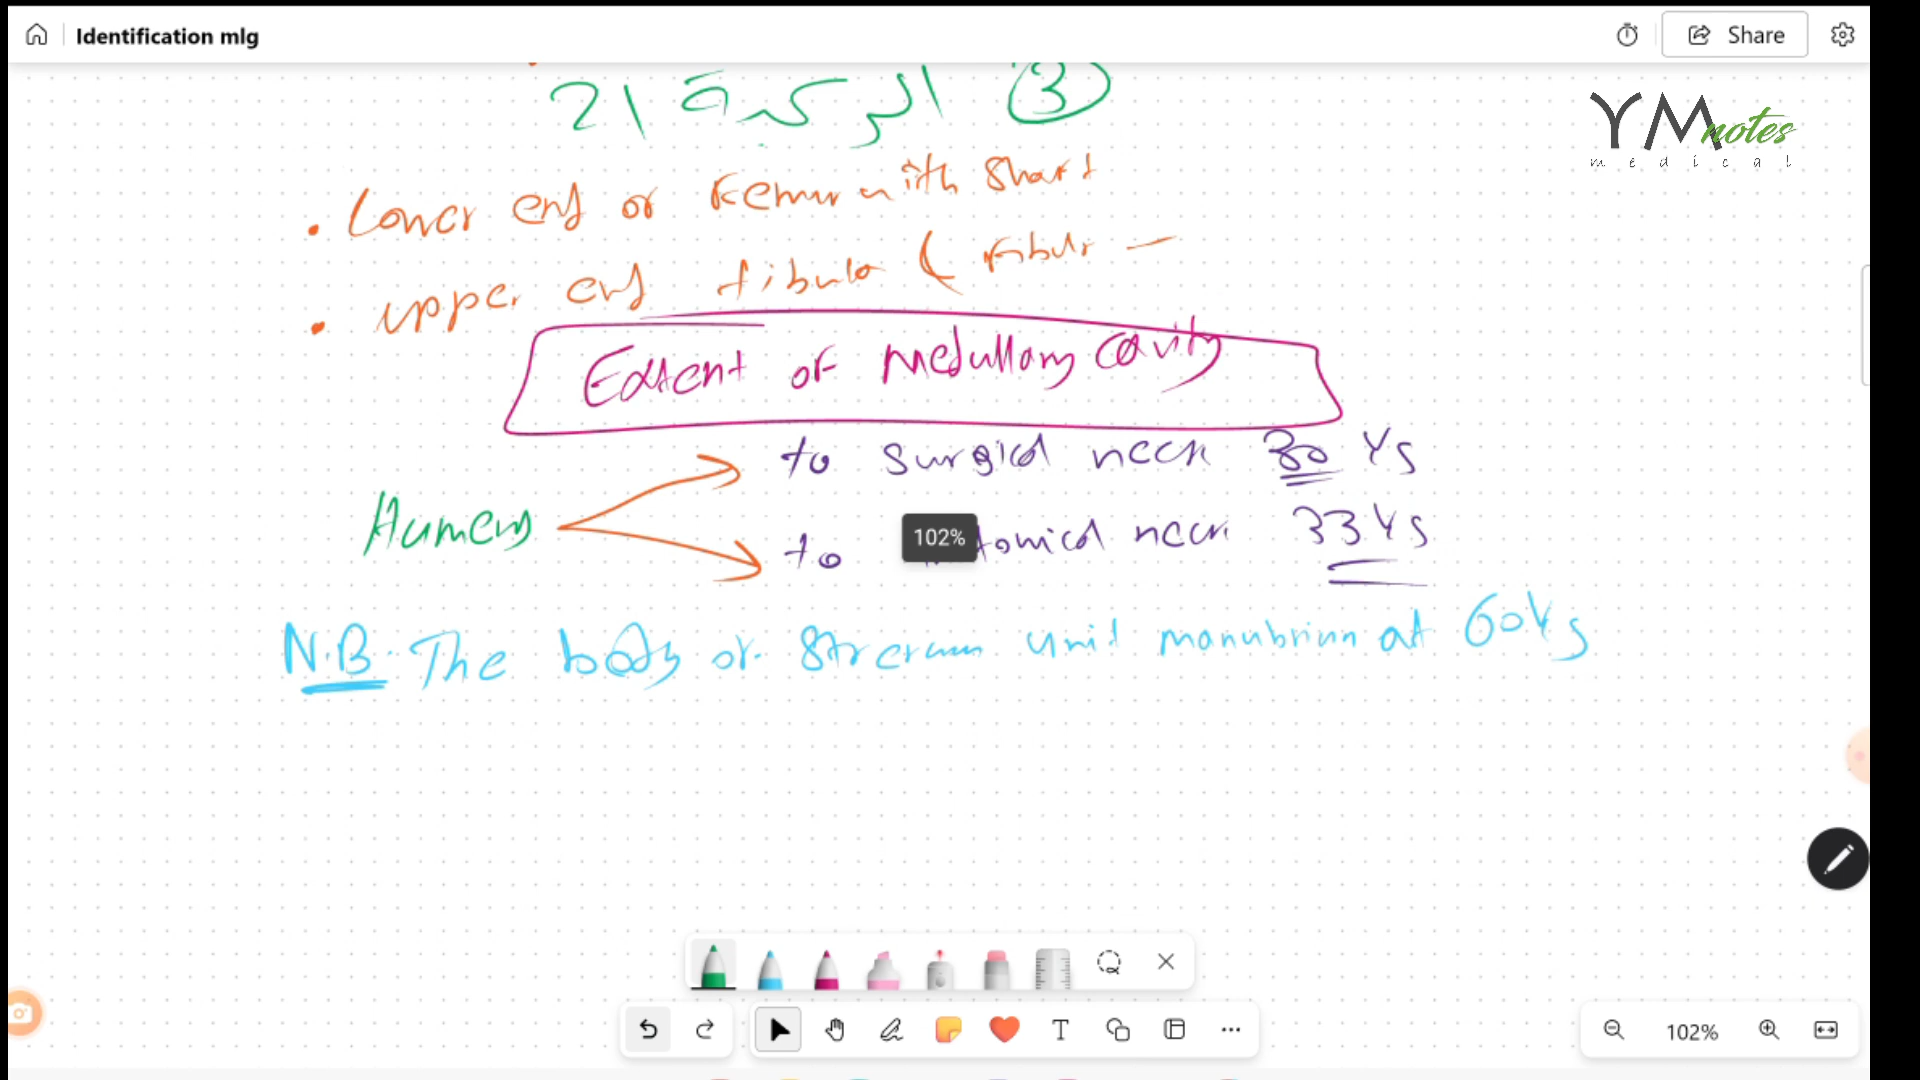 Identification mlg
Share
YM notes
medical
③ الركبة 21
• Lower end of Femur with Shaft
• upper end tibula ( Fibula —
Extent of Medullary Cavity
to surgical neck 30 Ys
Humerus
to tomical neck 33 Ys
102%
N.B. The body of unit manubrium at 60 Ys
T
102%